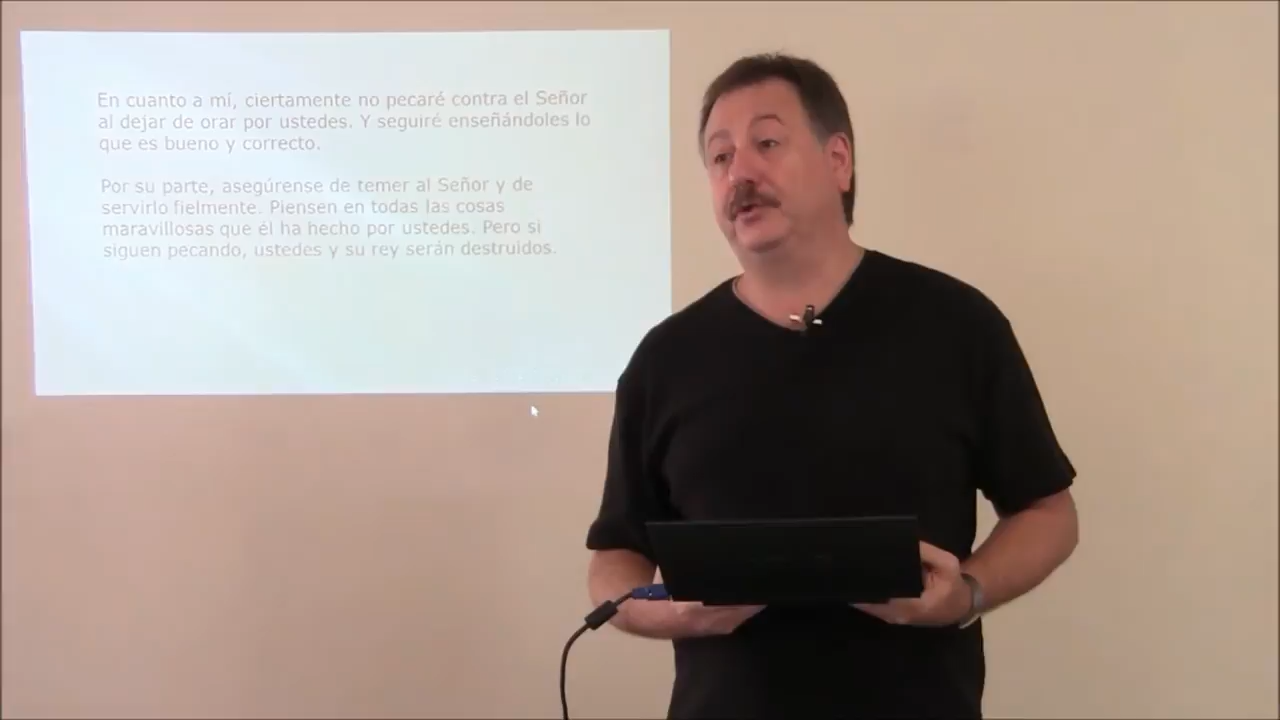 En cuanto a mí, ciertamente no pecaré contra el Señor
al dejar de orar por ustedes. Y seguiré enseñándoles lo
que es bueno y correcto.
Por su parte, asegúrense de temer al Señor y de
servirlo fielmente. Piensen en todas las cosas
maravillosas que él ha hecho por ustedes. Pero si
siguen pecando, ustedes y su rey serán destruidos.